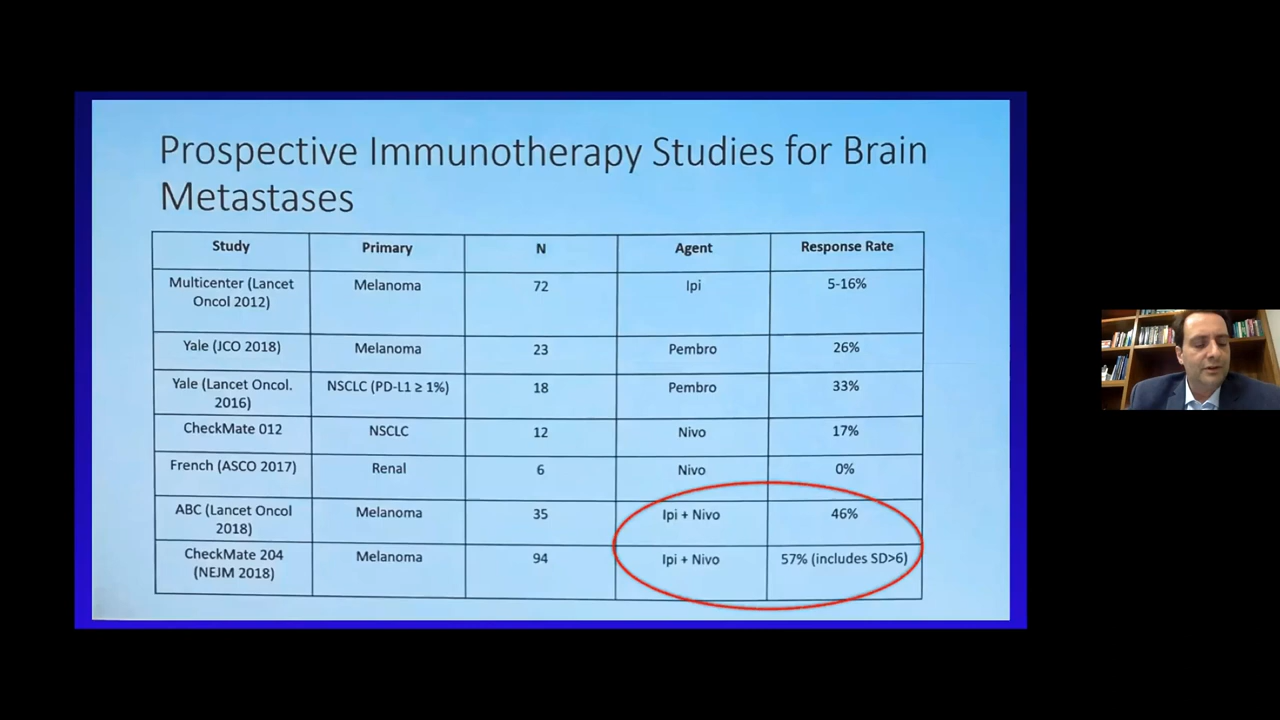 Prospective Immunotherapy Studies for Brain
Metastases
Study Primary N Agent Response Rate
Multicenter (Lancet
Oncol 2012) Melanoma 72 Ipi 5-16%
Yale (JCO 2018) Melanoma 23 Pembro 26%
Yale (Lancet Oncol.
2016) NSCLC (PD-L1 ≥ 1%) 18 Pembro 33%
CheckMate 012 NSCLC 12 Nivo 17%
French (ASCO 2017) Renal 6 Nivo 0%
ABC (Lancet Oncol
2018) Melanoma 35 Ipi + Nivo 46%
CheckMate 204
(NEJM 2018) Melanoma 94 Ipi + Nivo 57% (includes SD>6)